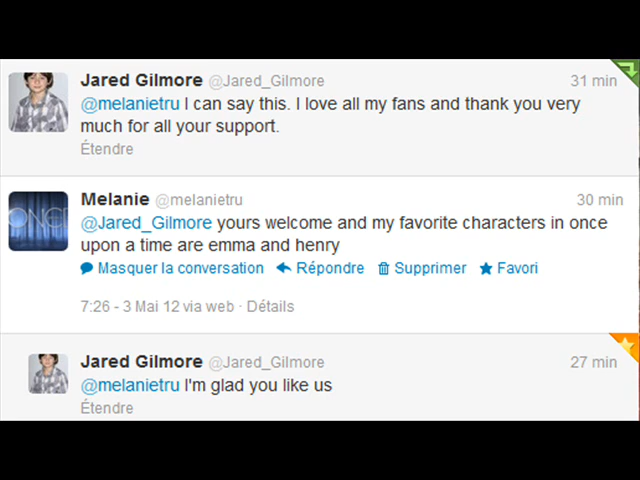 Jared Gilmore @Jared_Gilmore 31 min
@melanietru I can say this. I love all my fans and thank you very
much for all your support.
Étendre
ONCE
Melanie @melanietru 30 min
@Jared_Gilmore yours welcome and my favorite characters in once
upon a time are emma and henry
Masquer la conversation Répondre Supprimer Favori
7:26 - 3 Mai 12 via web · Détails
Jared Gilmore @Jared_Gilmore 27 min
@melanietru I'm glad you like us
Étendre